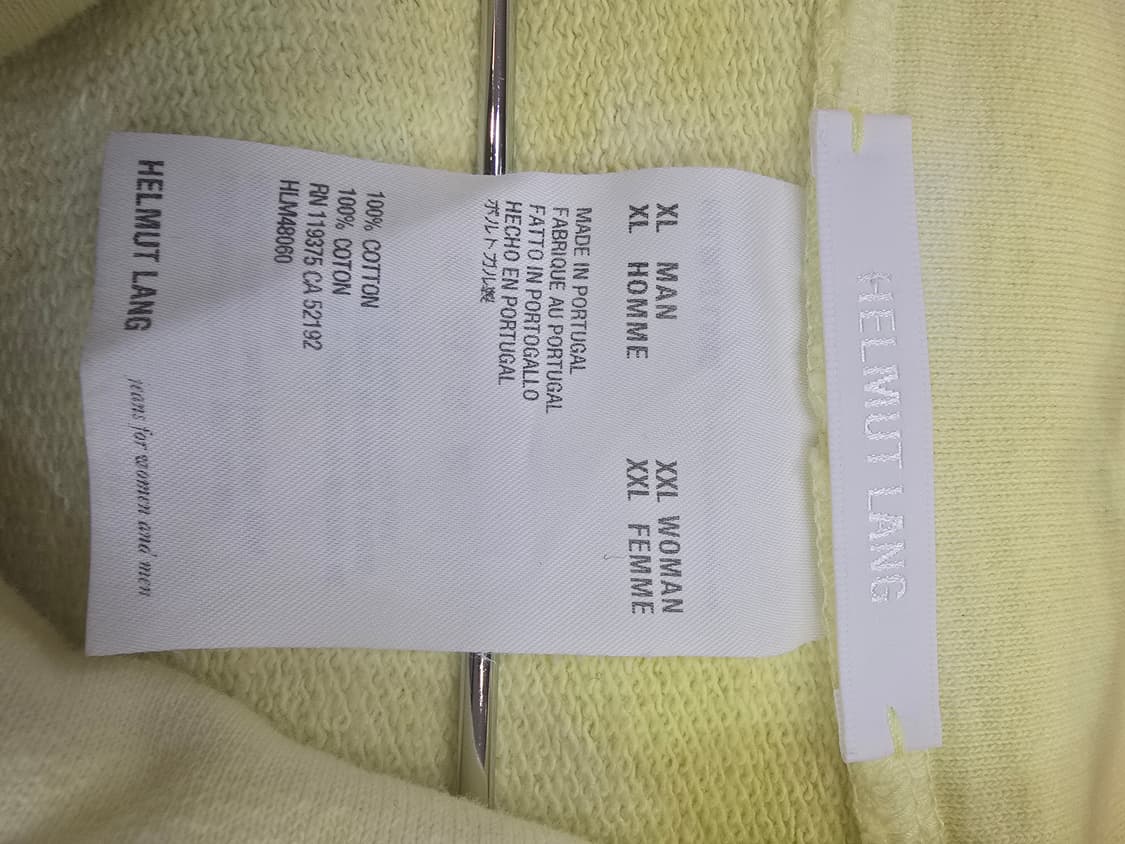 HELMUT LANG
XL MAN XXL WOMAN
XL HOMME XXL FEMME
MADE IN PORTUGAL
FABRIQUE AU PORTUGAL
FATTO IN PORTOGALLO
HECHO EN PORTUGAL
ポルトガル製
100% COTTON
100% COTON
RN 119375 CA 52192
HLM48060
HELMUT LANG jeans for women and men